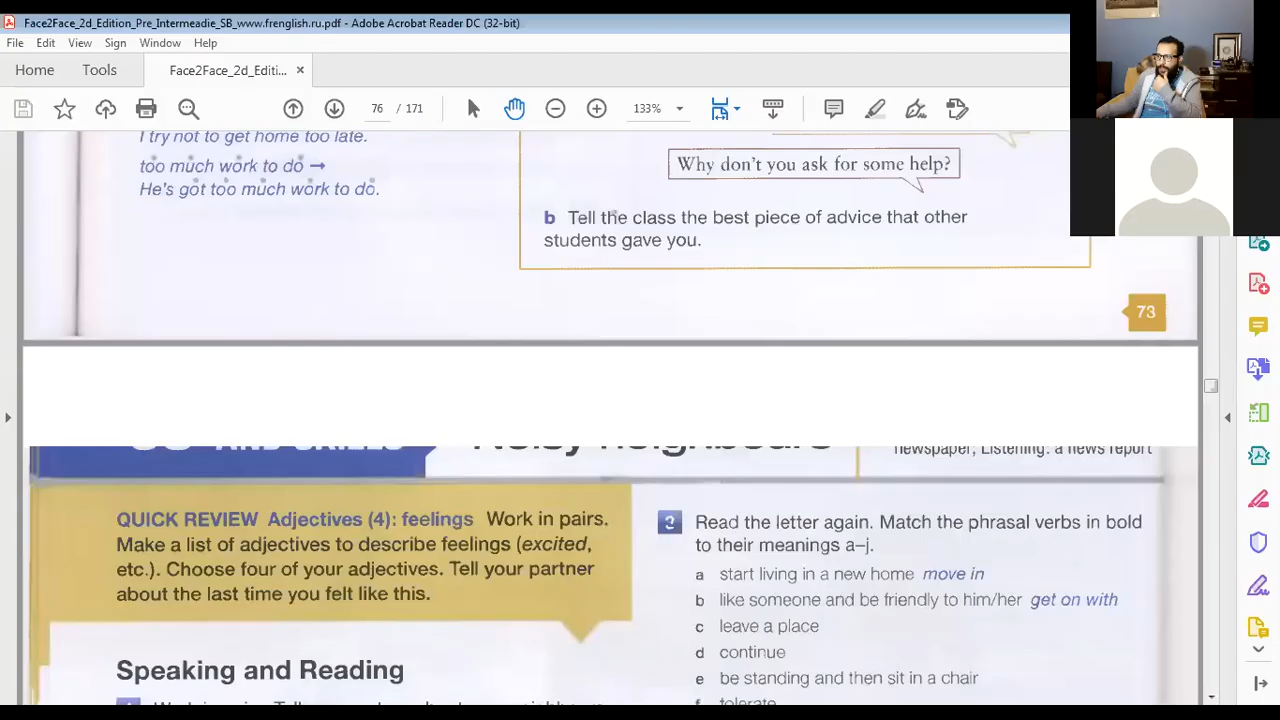 Face2Face_2d_Edition_Pre_Intermeadie_SB_www.frenglish.ru.pdf - Adobe Acrobat Reader DC (32-bit)
File Edit View Sign Window Help
Home Tools Face2Face_2d_Editi... ×
76 / 171 133%
I try not to get home too late.
too much work to do →
He's got too much work to do.
Why don't you ask for some help?
b Tell the class the best piece of advice that other
students gave you.
73
AND SKILLS Noisy neighbours
newspaper; Listening: a news report
QUICK REVIEW Adjectives (4): feelings Work in pairs.
Make a list of adjectives to describe feelings (excited,
etc.). Choose four of your adjectives. Tell your partner
about the last time you felt like this.
Speaking and Reading
3 Read the letter again. Match the phrasal verbs in bold
to their meanings a–j.
a start living in a new home move in
b like someone and be friendly to him/her get on with
c leave a place
d continue
e be standing and then sit in a chair
f tolerate